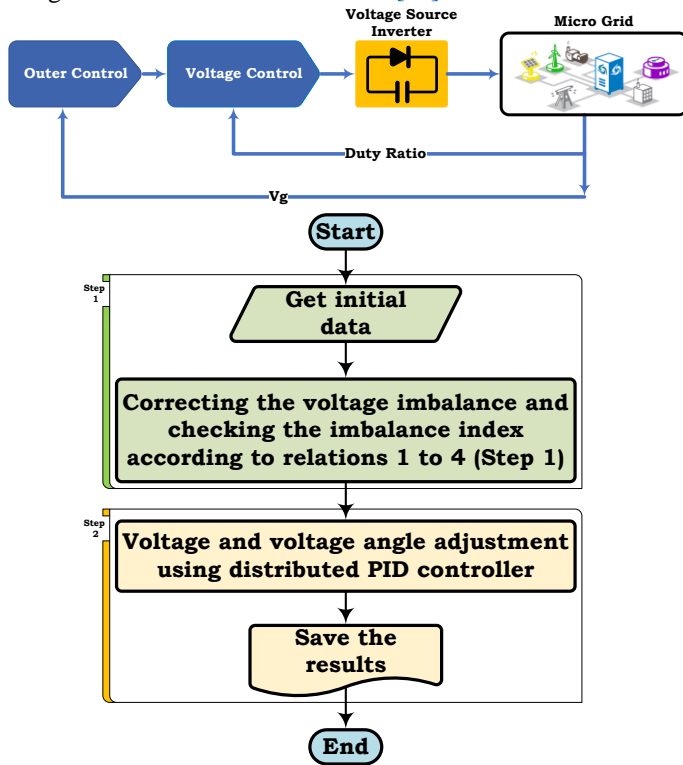 Voltage Source
Inverter
Micro Grid
Outer Control
Voltage Control
Duty Ratio
Vg
Start
Step
1
Get initial
data
Correcting the voltage imbalance and
checking the imbalance index
according to relations 1 to 4 (Step 1)
Step
2
Voltage and voltage angle adjustment
using distributed PID controller
Save the
results
End